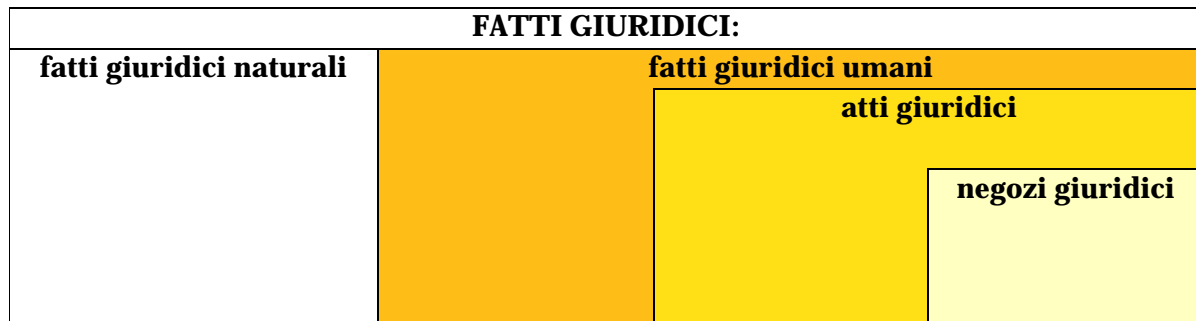 FATTI GIURIDICI:
fatti giuridici naturali
fatti giuridici umani
atti giuridici
negozi giuridici